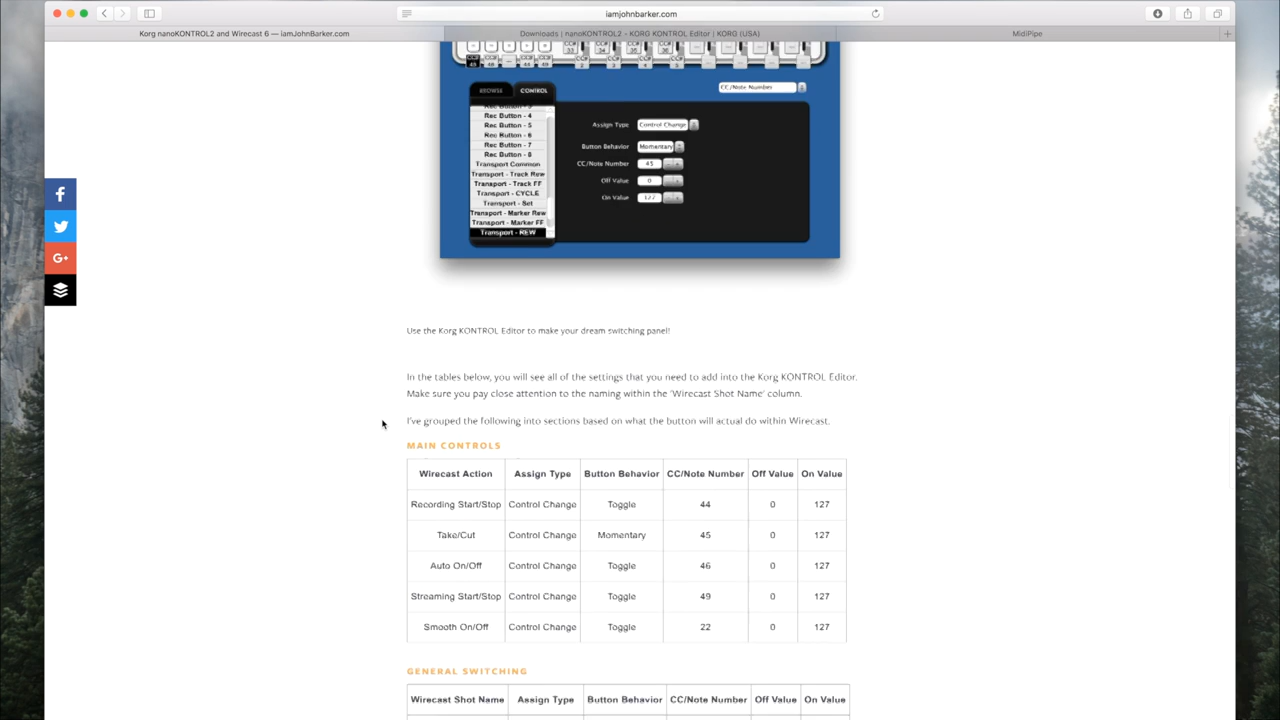 iamjohnbarker.com
Korg nanoKONTROL2 and Wirecast 6 — iamJohnBarker.com
Downloads | nanoKONTROL2 - KORG KONTROL Editor | KORG (USA)
MidiPipe
BROWSE CONTROL
CC/Note Number
Rec Button - 4
Rec Button - 5
Rec Button - 6
Rec Button - 7
Rec Button - 8
Transport Common
Transport - Track Rew
Transport - Track FF
Transport - CYCLE
Transport - Set
Transport - Marker Rew
Transport - Marker FF
Transport - REW
Assign Type Control Change
Button Behavior Momentary
CC/Note Number 45
Off Value 0
On Value 127
Use the Korg KONTROL Editor to make your dream switching panel!
In the tables below, you will see all of the settings that you need to add into the Korg KONTROL Editor.
Make sure you pay close attention to the naming within the 'Wirecast Shot Name' column.
I've grouped the following into sections based on what the button will actual do within Wirecast.
MAIN CONTROLS
Wirecast Action Assign Type Button Behavior CC/Note Number Off Value On Value
Recording Start/Stop Control Change Toggle 44 0 127
Take/Cut Control Change Momentary 45 0 127
Auto On/Off Control Change Toggle 46 0 127
Streaming Start/Stop Control Change Toggle 49 0 127
Smooth On/Off Control Change Toggle 22 0 127
GENERAL SWITCHING
Wirecast Shot Name Assign Type Button Behavior CC/Note Number Off Value On Value